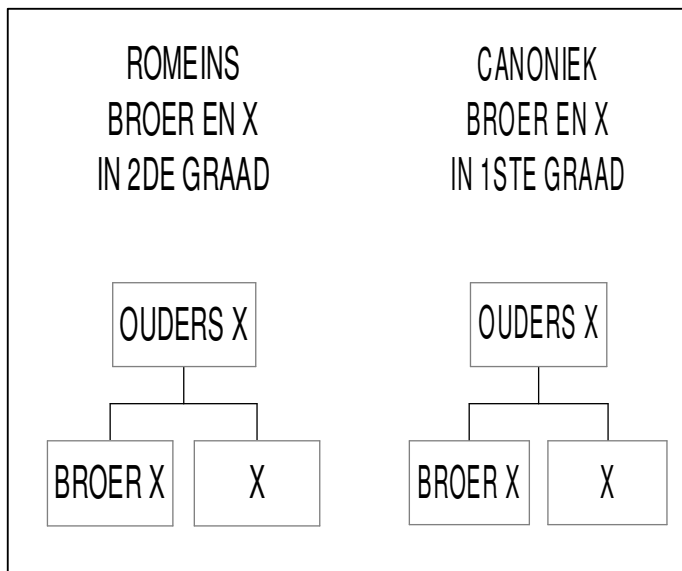 ROMEINS
BROER EN X
IN 2DE GRAAD
OUDERS X
BROER X
X
CANONIEK
BROER EN X
IN 1STE GRAAD
OUDERS X
BROER X
X